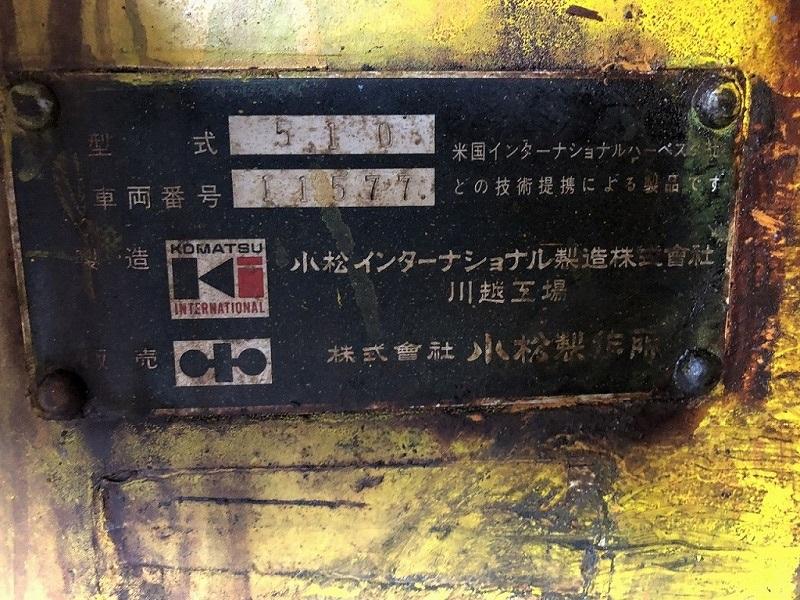 型 式 510
米国インターナショナルハーベスタ社
車両番号 11577
との技術提携による製品です
製造 KOMATSU
INTERNATIONAL
小松インターナショナル製造株式會社
川越工場
販売 株式會社 小松製作所